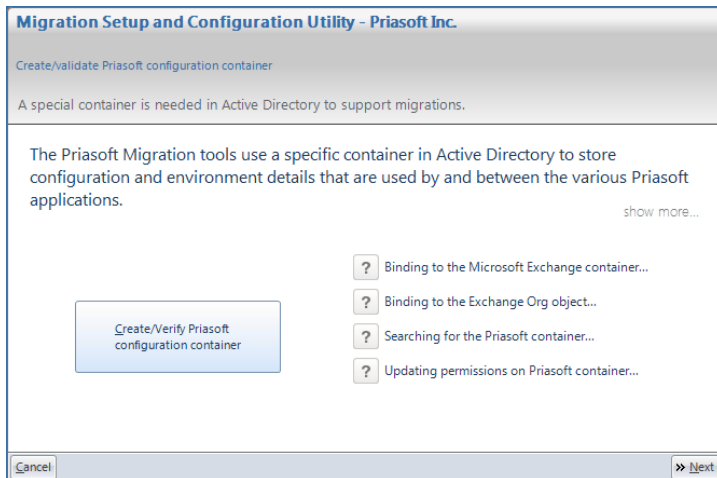 Migration Setup and Configuration Utility - Priasoft Inc.
Create/validate Priasoft configuration container
A special container is needed in Active Directory to support migrations.
The Priasoft Migration tools use a specific container in Active Directory to store
configuration and environment details that are used by and between the various Priasoft
applications.
show more...
? Binding to the Microsoft Exchange container...
? Binding to the Exchange Org object...
Create/Verify Priasoft
configuration container
? Searching for the Priasoft container...
? Updating permissions on Priasoft container...
Cancel
» Next